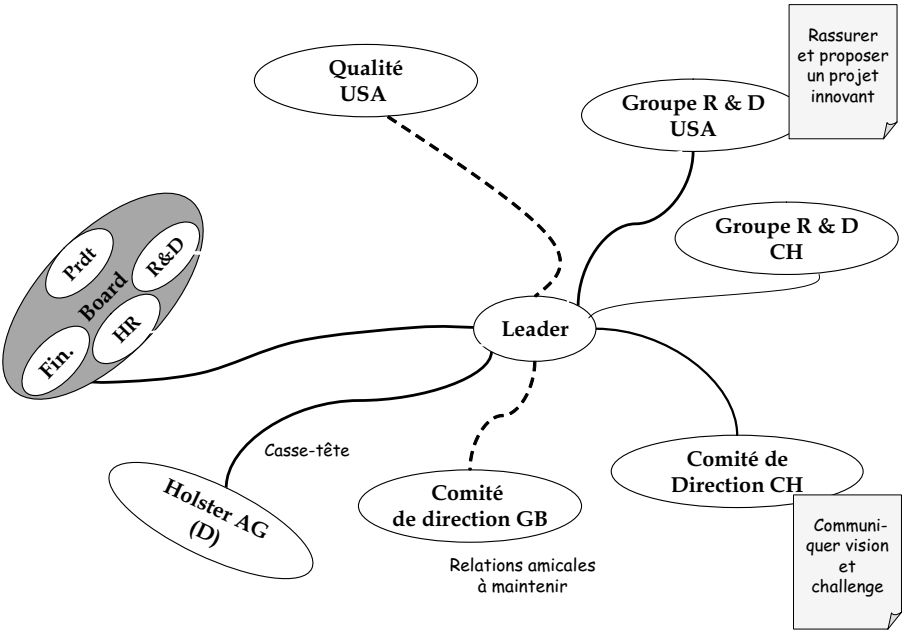 Qualité
USA
Groupe R & D
USA
Rassurer
et proposer
un projet
innovant
Groupe R & D
CH
Prdt
R&D
Board
HR
Fin.
Leader
Casse-tête
Holster AG
(D)
Comité
de direction GB
Relations amicales
à maintenir
Comité de
Direction CH
Communi-
quer vision
et
challenge